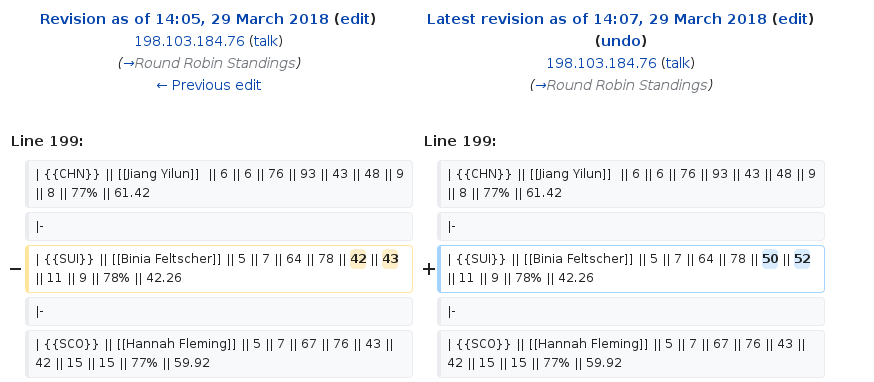 Revision as of 14:05, 29 March 2018 (edit)
198.103.184.76 (talk)
(→Round Robin Standings)
← Previous edit
Latest revision as of 14:07, 29 March 2018 (edit)
(undo)
198.103.184.76 (talk)
(→Round Robin Standings)
Line 199:
| {{CHN}} || [[Jiang Yilun]]  || 6 || 6 || 76 || 93 || 43 || 48 || 9
|| 8 || 77% || 61.42
|-
− | {{SUI}} || [[Binia Feltscher]] || 5 || 7 || 64 || 78 || 42 || 43
|| 11 || 9 || 78% || 42.26
|-
| {{SCO}} || [[Hannah Fleming]] || 5 || 7 || 67 || 76 || 43 ||
42 || 15 || 15 || 77% || 59.92
Line 199:
| {{CHN}} || [[Jiang Yilun]]  || 6 || 6 || 76 || 93 || 43 || 48 || 9
|| 8 || 77% || 61.42
|-
+ | {{SUI}} || [[Binia Feltscher]] || 5 || 7 || 64 || 78 || 50 || 52
|| 11 || 9 || 78% || 42.26
|-
| {{SCO}} || [[Hannah Fleming]] || 5 || 7 || 67 || 76 || 43 ||
42 || 15 || 15 || 77% || 59.92